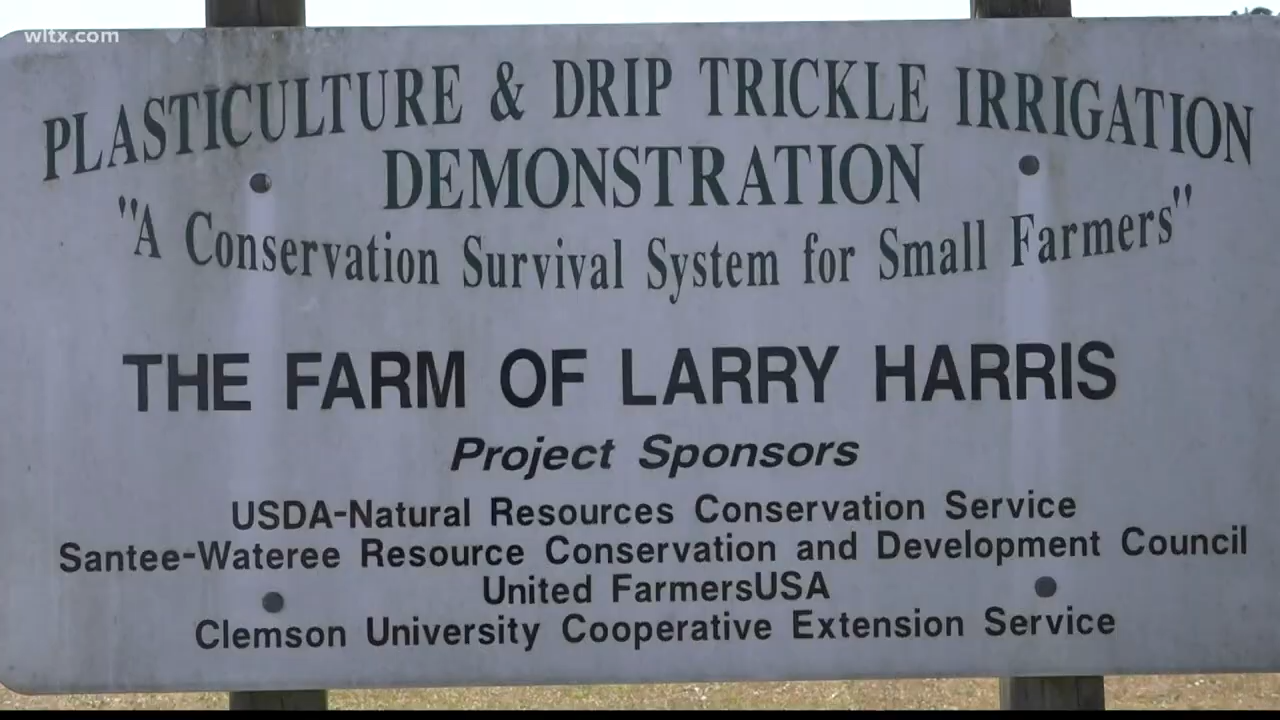 wltx.com
PLASTICULTURE & DRIP TRICKLE IRRIGATION
DEMONSTRATION
"A Conservation Survival System for Small Farmers"
THE FARM OF LARRY HARRIS
Project Sponsors
USDA-Natural Resources Conservation Service
Santee-Wateree Resource Conservation and Development Council
United FarmersUSA
Clemson University Cooperative Extension Service